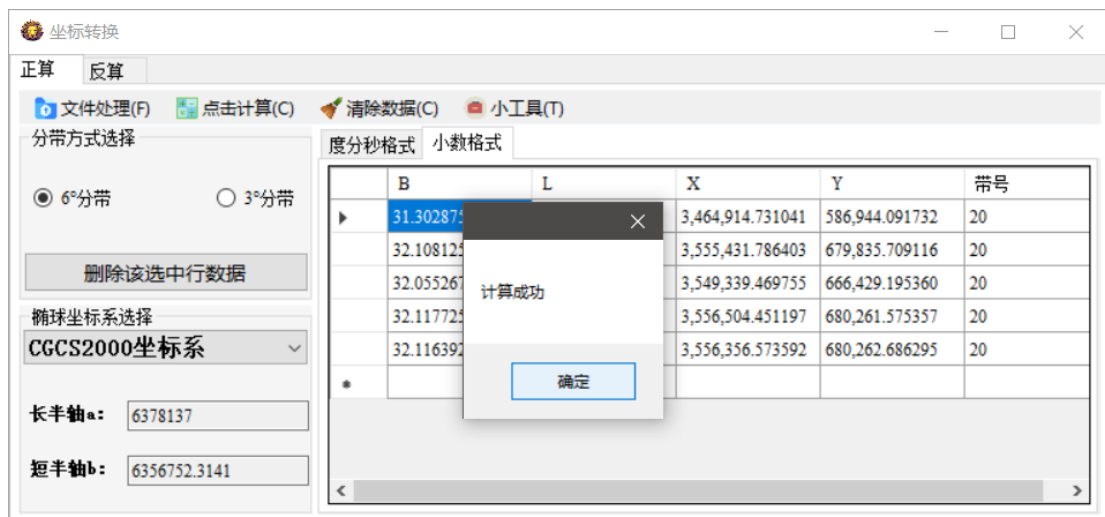 坐标转换
正算 反算
文件处理(F) 点击计算(C) 清除数据(C) 小工具(T)
分带方式选择
6°分带 3°分带
删除该选中行数据
椭球坐标系选择
CGCS2000坐标系
长半轴a: 6378137
短半轴b: 6356752.3141
度分秒格式 小数格式
B L X Y 带号
31.30287 3,464,914.731041 586,944.091732 20
32.108125 3,555,431.786403 679,835.709116 20
32.055267 3,549,339.469755 666,429.195360 20
32.117725 3,556,504.451197 680,261.575357 20
32.116392 3,556,356.573592 680,262.686295 20
计算成功
确定